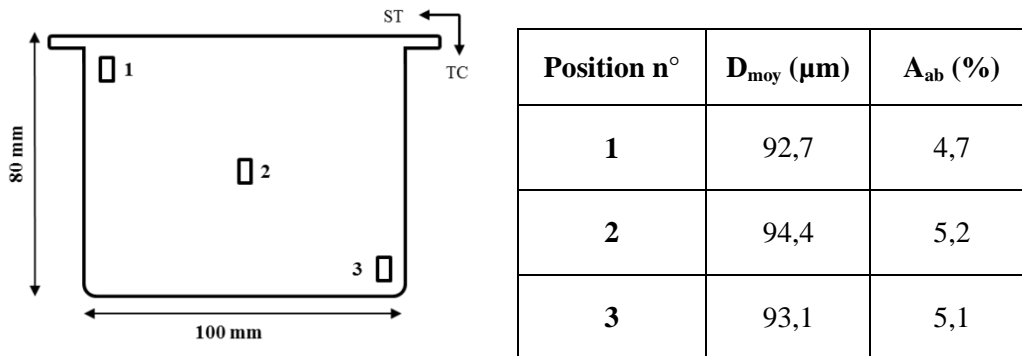 ST
TC
1
2
3
80 mm
100 mm
Position n° Dmoy (µm) Aab (%)
1 92,7 4,7
2 94,4 5,2
3 93,1 5,1